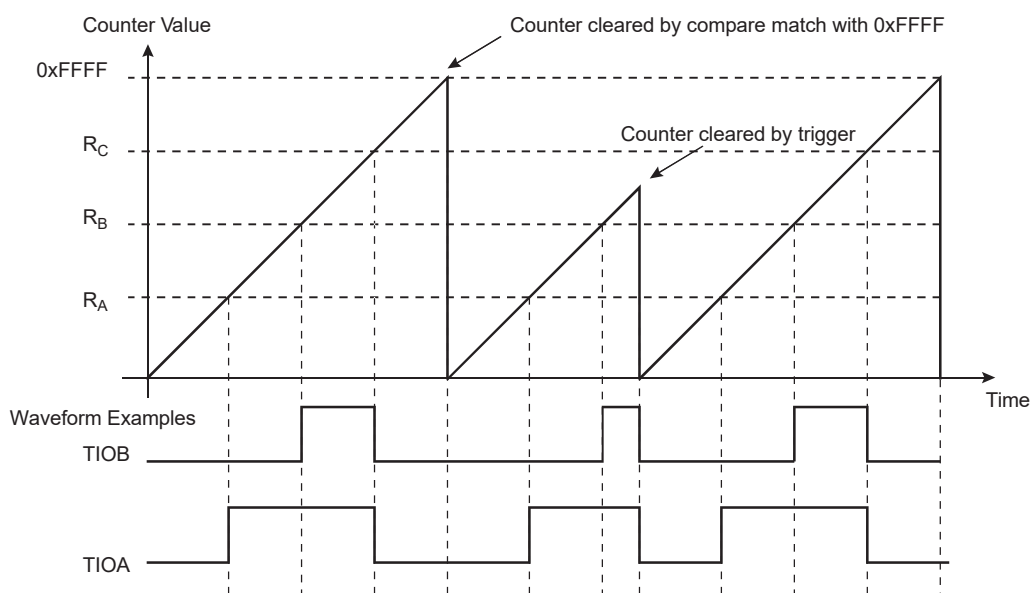 Counter Value
Counter cleared by compare match with 0xFFFF
0xFFFF
Counter cleared by trigger
RC
RB
RA
Time
Waveform Examples
TIOB
TIOA